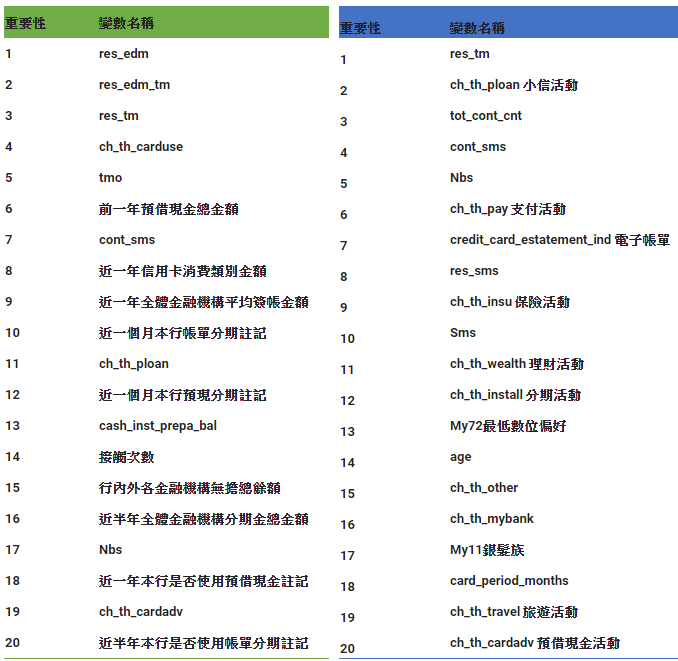 重要性 變數名稱
1 res_edm
2 res_edm_tm
3 res_tm
4 ch_th_carduse
5 tmo
6 前一年預借現金總金額
7 cont_sms
8 近一年信用卡消費類別金額
9 近一年全體金融機構平均簽帳金額
10 近一個月本行帳單分期註記
11 ch_th_ploan
12 近一個月本行預現分期註記
13 cash_inst_prepa_bal
14 接觸次數
15 行內外各金融機構無擔總餘額
16 近半年全體金融機構分期金總金額
17 Nbs
18 近一年本行是否使用預借現金註記
19 ch_th_cardadv
20 近半年本行是否使用帳單分期註記
重要性 變數名稱
1 res_tm
2 ch_th_ploan 小信活動
3 tot_cont_cnt
4 cont_sms
5 Nbs
6 ch_th_pay 支付活動
7 credit_card_estatement_ind 電子帳單
8 res_sms
9 ch_th_insu 保險活動
10 Sms
11 ch_th_wealth 理財活動
12 ch_th_install 分期活動
13 My72最低數位偏好
14 age
15 ch_th_other
16 ch_th_mybank
17 My11銀髮族
18 card_period_months
19 ch_th_travel 旅遊活動
20 ch_th_cardadv 預借現金活動